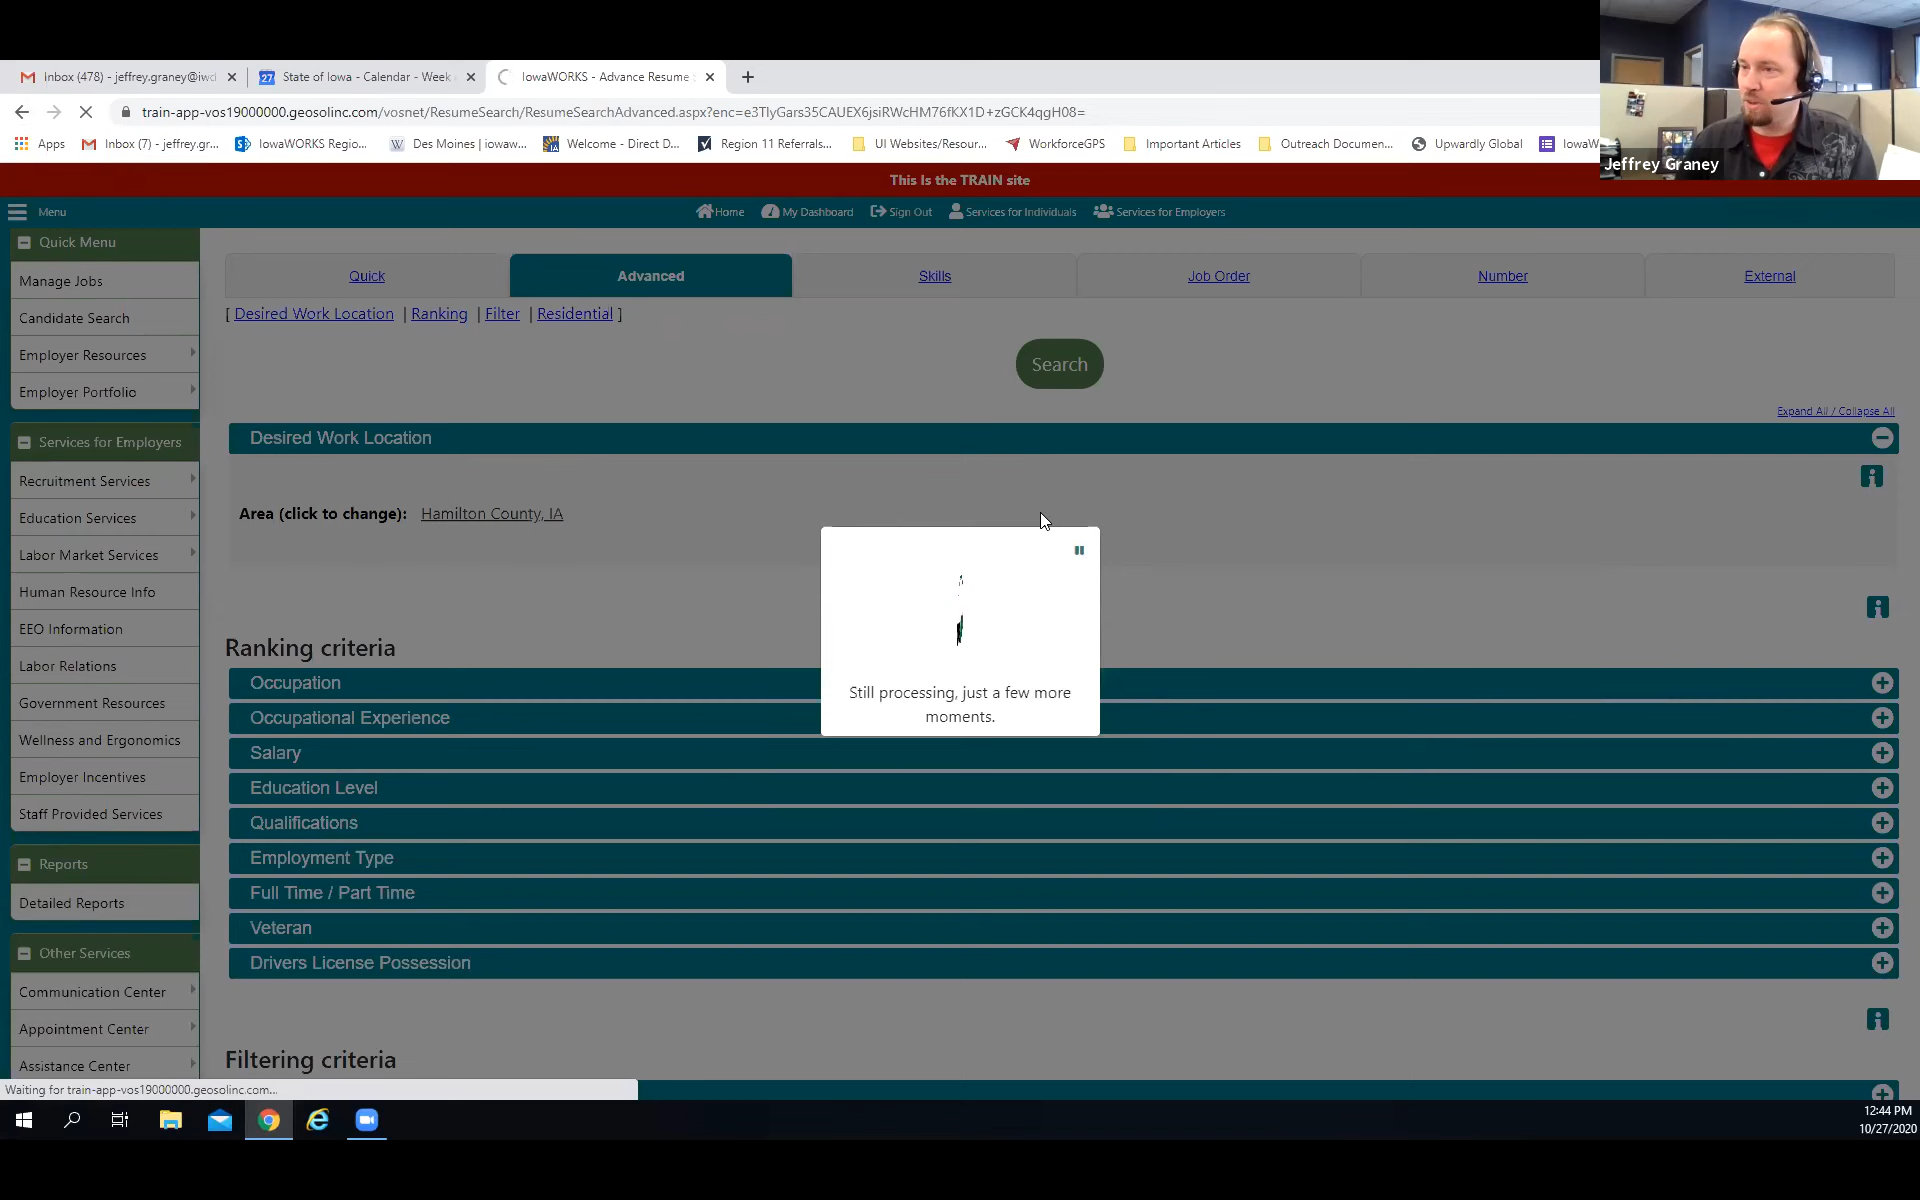 Inbox (478) - jeffrey.graney@iwd
State of Iowa - Calendar - Week
IowaWORKS - Advance Resume
train-app-vos19000000.geosolinc.com/vosnet/ResumeSearch/ResumeSearchAdvanced.aspx?enc=e3TlyGars35CAUEX6jsiRWcHM76fKX1D+zGCK4qgH08=
Apps
Inbox (7) - jeffrey.gr...
IowaWORKS Regio...
Des Moines | iowaw...
Welcome - Direct D...
Region 11 Referrals...
UI Websites/Resour...
WorkforceGPS
Important Articles
Outreach Documen...
Upwardly Global
IowaW
Jeffrey Graney
This Is the TRAIN site
Menu
Home
My Dashboard
Sign Out
Services for Individuals
Services for Employers
Quick Menu
Manage Jobs
Candidate Search
Employer Resources
Employer Portfolio
Services for Employers
Recruitment Services
Education Services
Labor Market Services
Human Resource Info
EEO Information
Labor Relations
Government Resources
Wellness and Ergonomics
Employer Incentives
Staff Provided Services
Reports
Detailed Reports
Other Services
Communication Center
Appointment Center
Assistance Center
Quick
Advanced
Skills
Job Order
Number
External
[ Desired Work Location | Ranking | Filter | Residential ]
Search
Expand All / Collapse All
Desired Work Location
Area (click to change): Hamilton County, IA
Still processing, just a few more
moments.
Ranking criteria
Occupation
Occupational Experience
Salary
Education Level
Qualifications
Employment Type
Full Time / Part Time
Veteran
Drivers License Possession
Filtering criteria
Waiting for train-app-vos19000000.geosolinc.com...
12:44 PM
10/27/2020